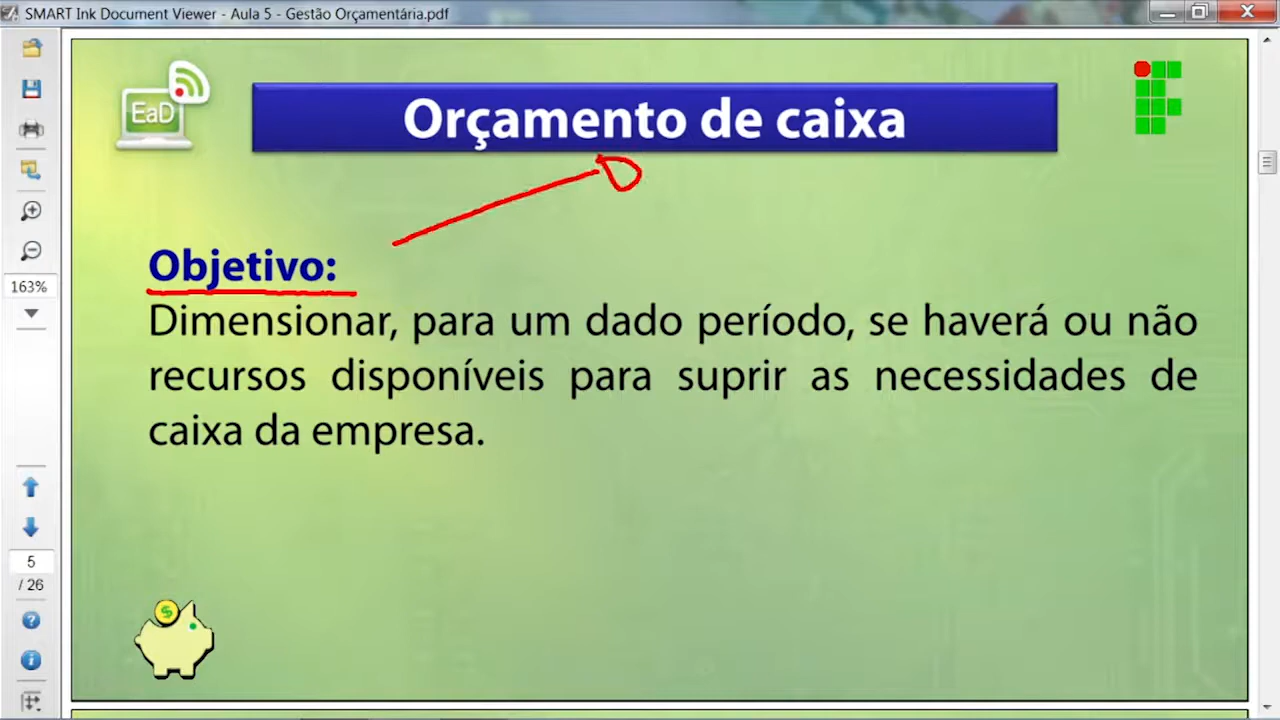 SMART Ink Document Viewer - Aula 5 - Gestão Orçamentária.pdf
EaD
Orçamento de caixa
163%
Objetivo:
Dimensionar, para um dado período, se haverá ou não
recursos disponíveis para suprir as necessidades de
caixa da empresa.
5
/ 26
$